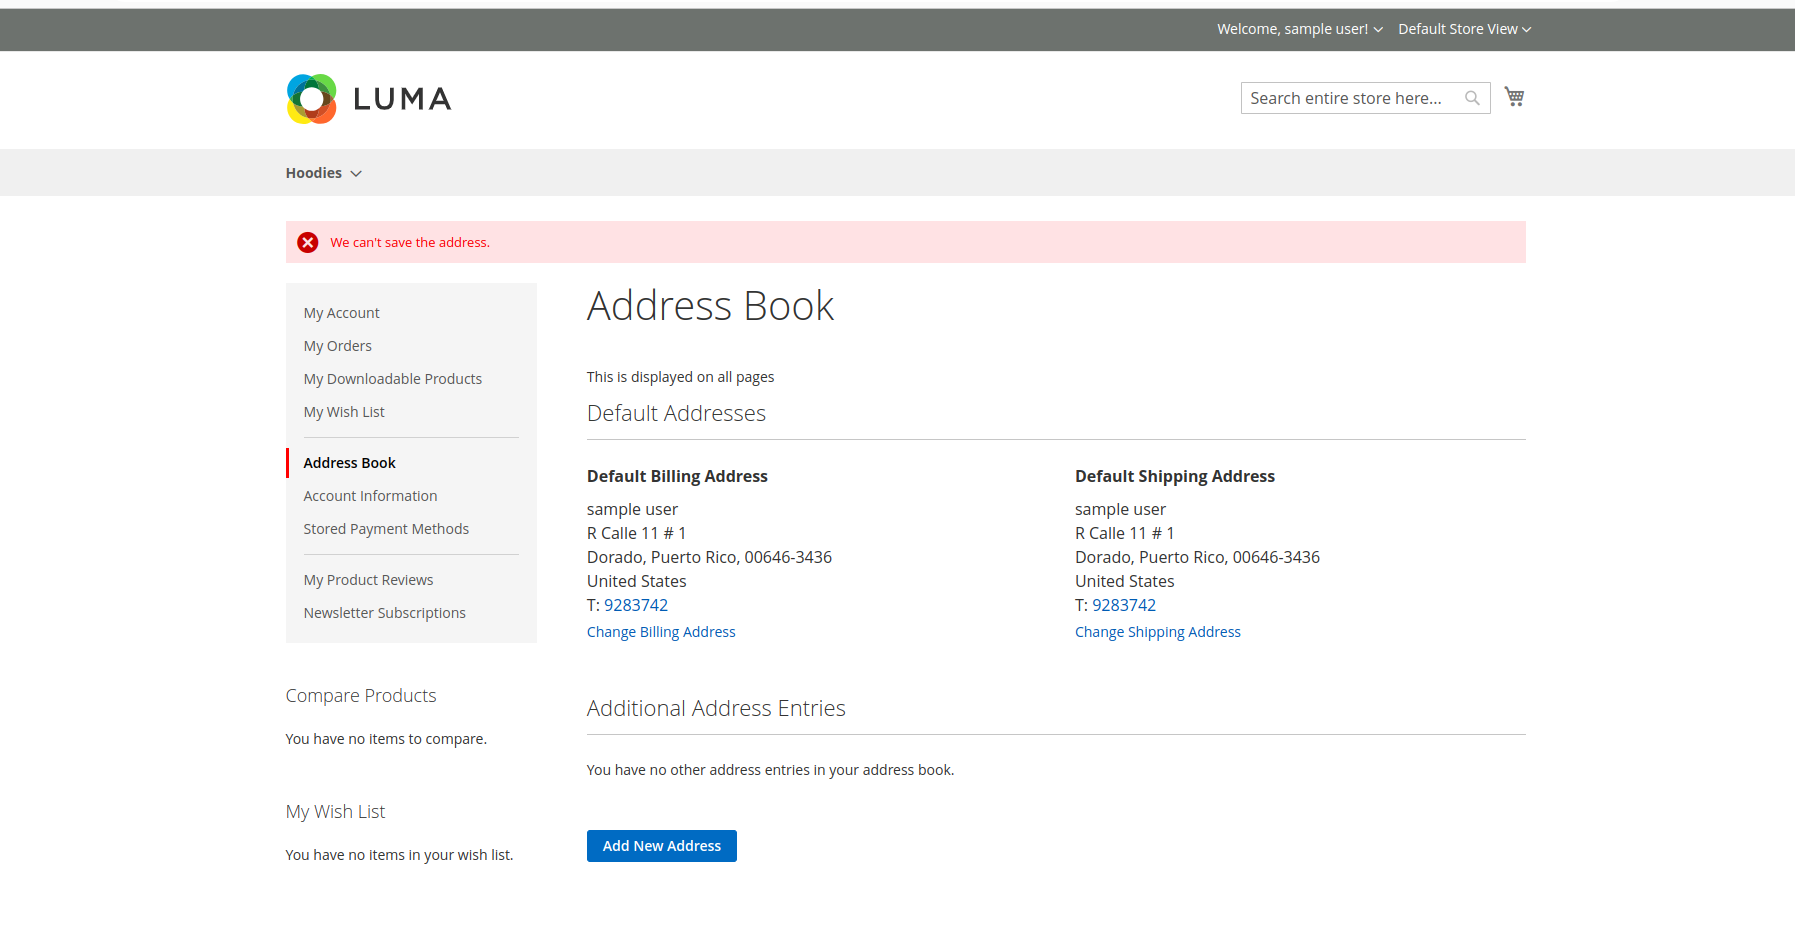 Welcome, sample user!
Default Store View
LUMA
Search entire store here...
Hoodies
We can't save the address.
My Account
My Orders
My Downloadable Products
My Wish List
Address Book
Account Information
Stored Payment Methods
My Product Reviews
Newsletter Subscriptions
Compare Products
You have no items to compare.
My Wish List
You have no items in your wish list.
Address Book
This is displayed on all pages
Default Addresses
Default Billing Address
sample user
R Calle 11 # 1
Dorado, Puerto Rico, 00646-3436
United States
T: 9283742
Change Billing Address
Default Shipping Address
sample user
R Calle 11 # 1
Dorado, Puerto Rico, 00646-3436
United States
T: 9283742
Change Shipping Address
Additional Address Entries
You have no other address entries in your address book.
Add New Address